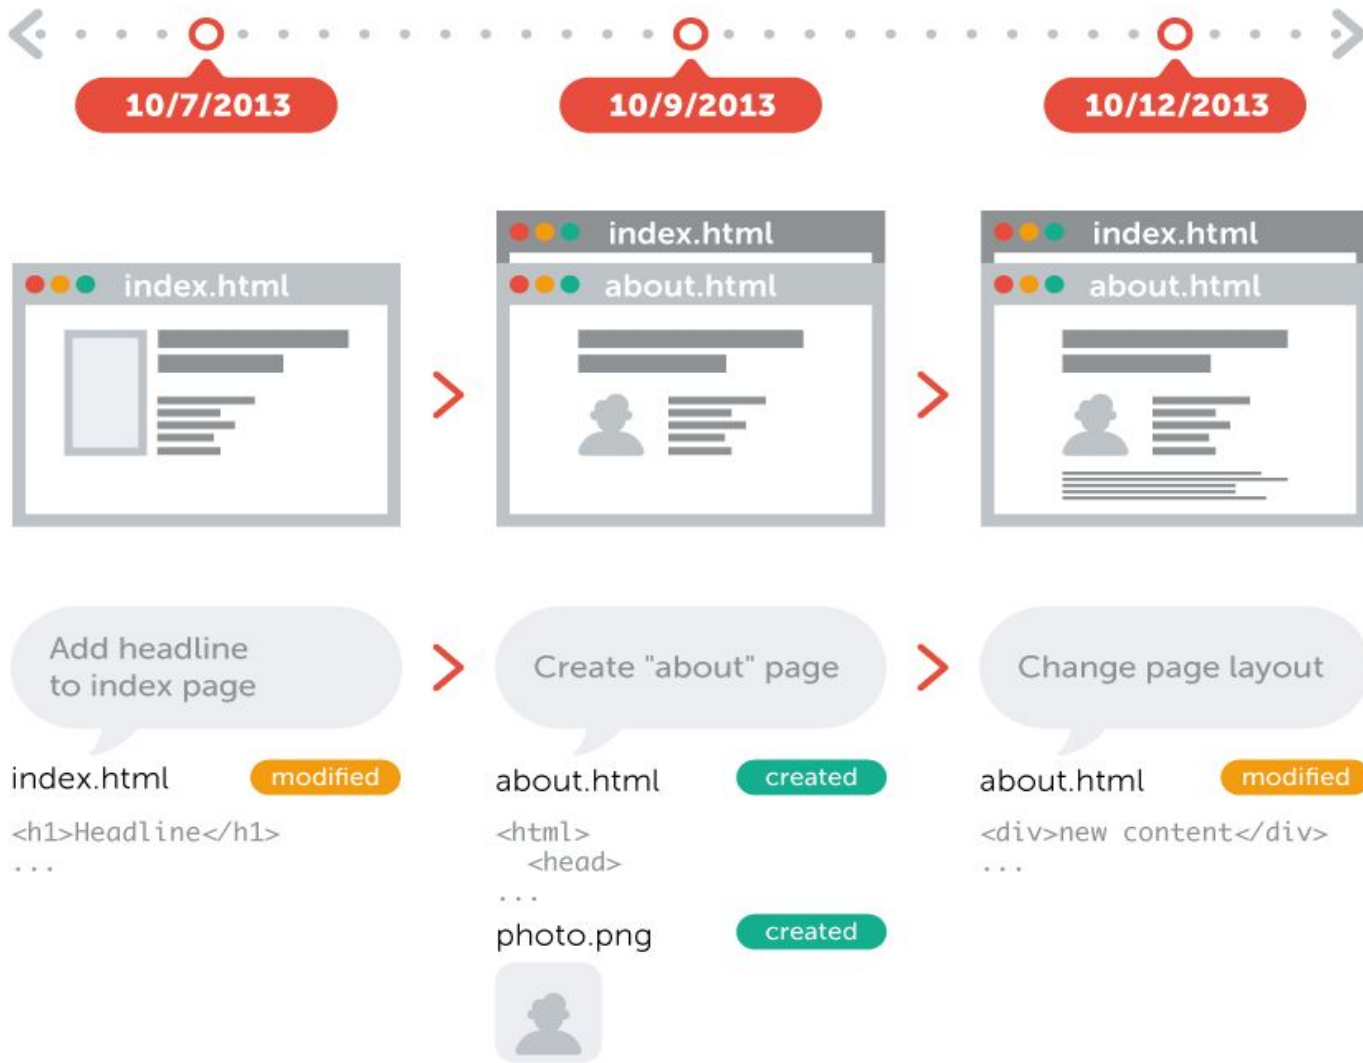 10/7/2013
10/9/2013
10/12/2013
index.html
index.html
about.html
index.html
about.html
Add headline
to index page
Create "about" page
Change page layout
index.html modified
<h1>Headline</h1>
...
about.html created
<html>
<head>
...
photo.png created
about.html modified
<div>new content</div>
...